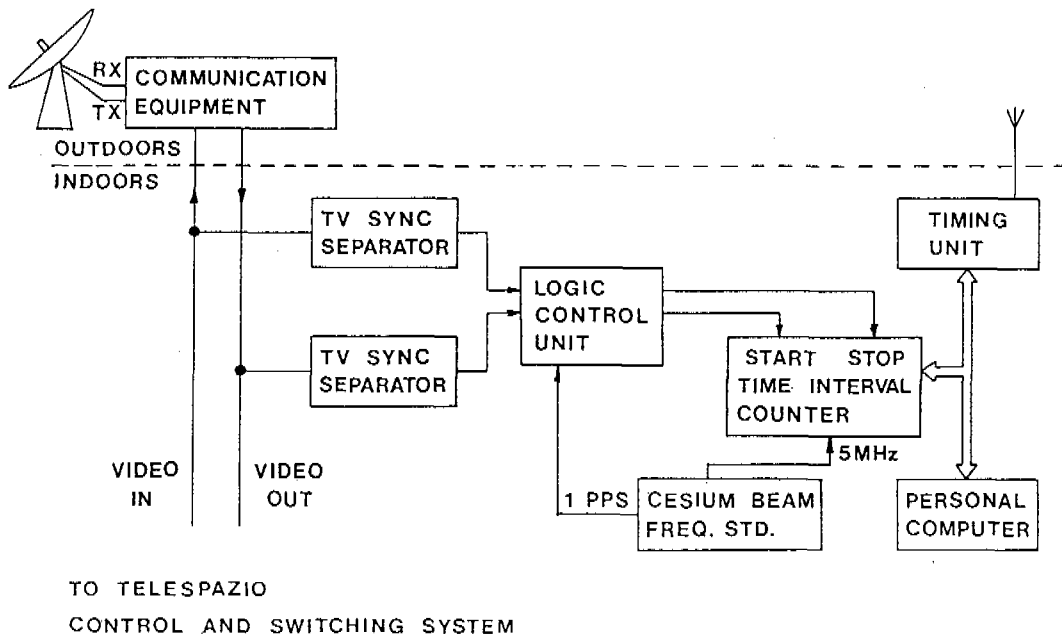 RX
TX
COMMUNICATION
EQUIPMENT
OUTDOORS
INDOORS
TV SYNC
SEPARATOR
TIMING
UNIT
LOGIC
CONTROL
UNIT
TV SYNC
SEPARATOR
START STOP
TIME INTERVAL
COUNTER
VIDEO
IN
VIDEO
OUT
5MHz
1 PPS
CESIUM BEAM
FREQ. STD.
PERSONAL
COMPUTER
TO TELESPAZIO
CONTROL AND SWITCHING SYSTEM